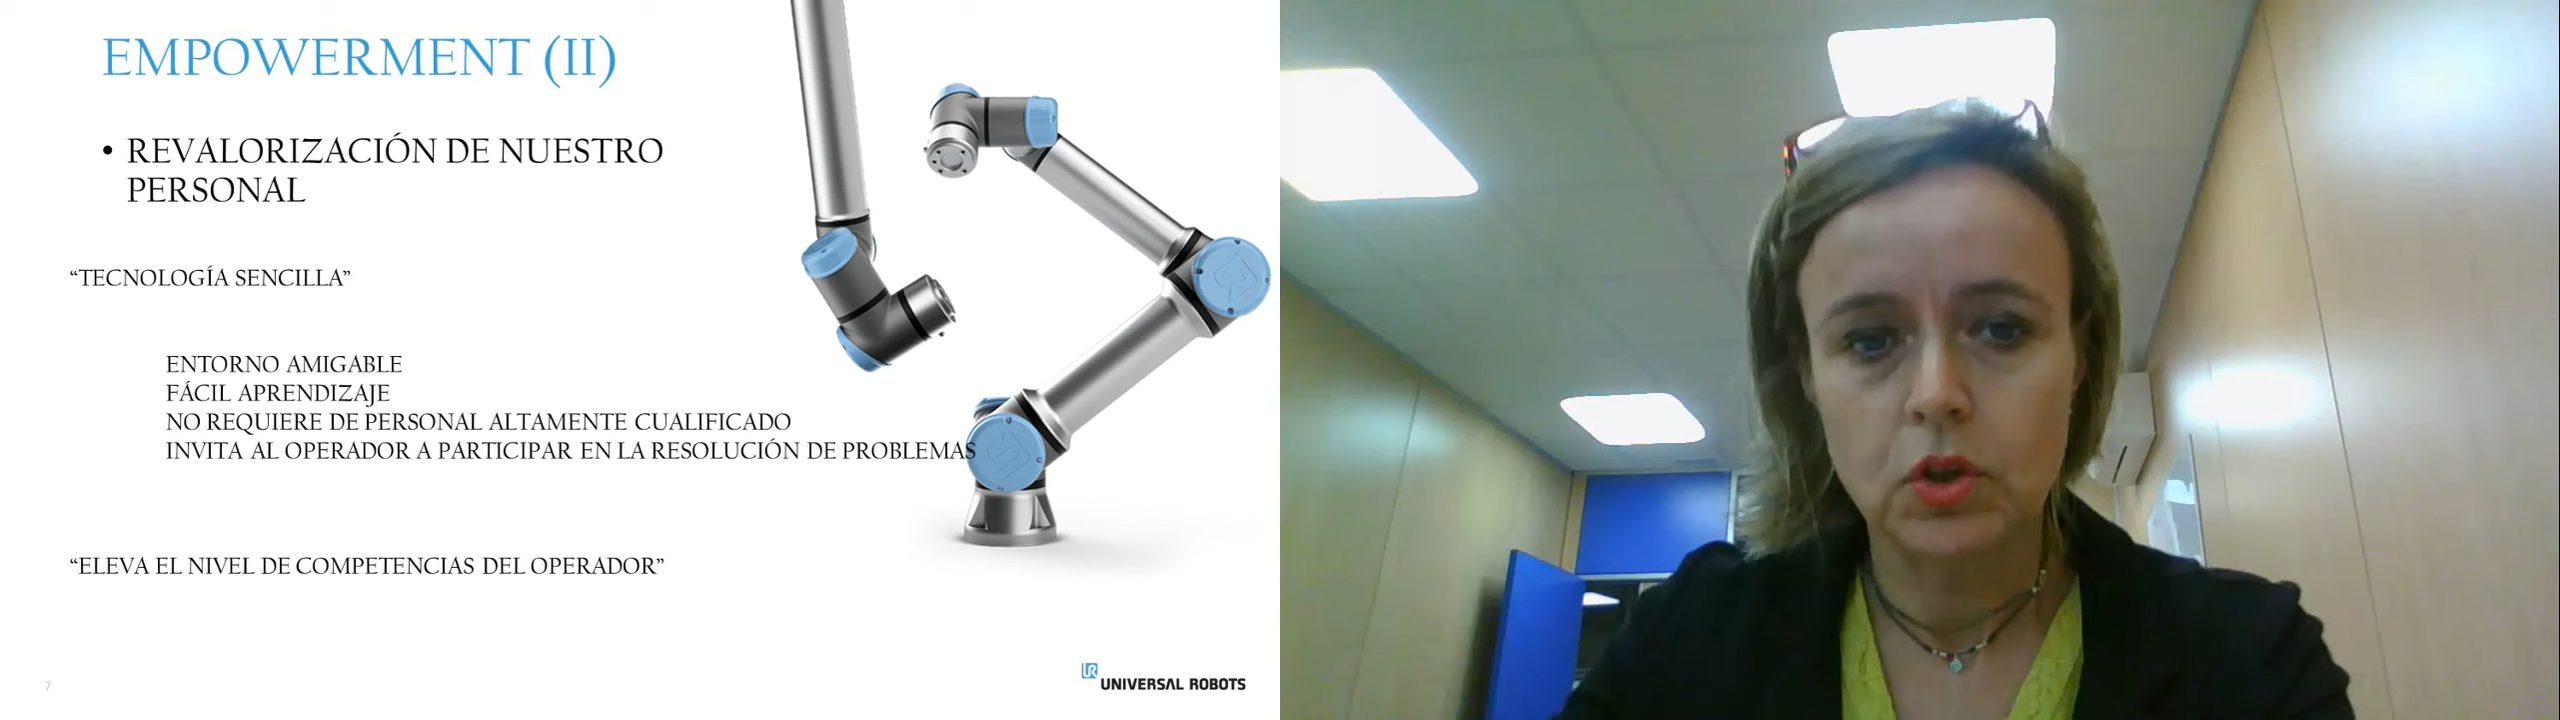 EMPOWERMENT (II)
• REVALORIZACIÓN DE NUESTRO
PERSONAL
“TECNOLOGÍA SENCILLA”
ENTORNO AMIGABLE
FÁCIL APRENDIZAJE
NO REQUIERE DE PERSONAL ALTAMENTE CUALIFICADO
INVITA AL OPERADOR A PARTICIPAR EN LA RESOLUCIÓN DE PROBLEMAS
“ELEVA EL NIVEL DE COMPETENCIAS DEL OPERADOR”
7
UR
UNIVERSAL ROBOTS